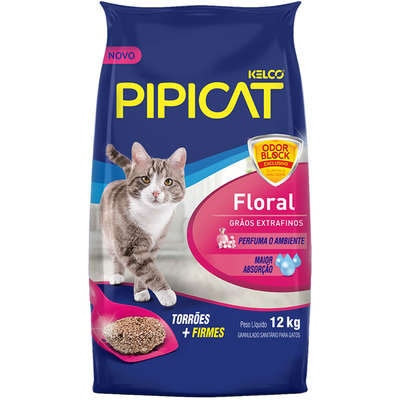 NOVO
KELCO
PIPICAT
ODOR
BLOCK
EXCLUSIVO
Floral
GRÃOS EXTRAFINOS
PERFUMA O AMBIENTE
MAIOR
ABSORÇÃO
TORRÕES
+ FIRMES
Peso Líquido 12 kg
GRANULADO SANITÁRIO PARA GATOS